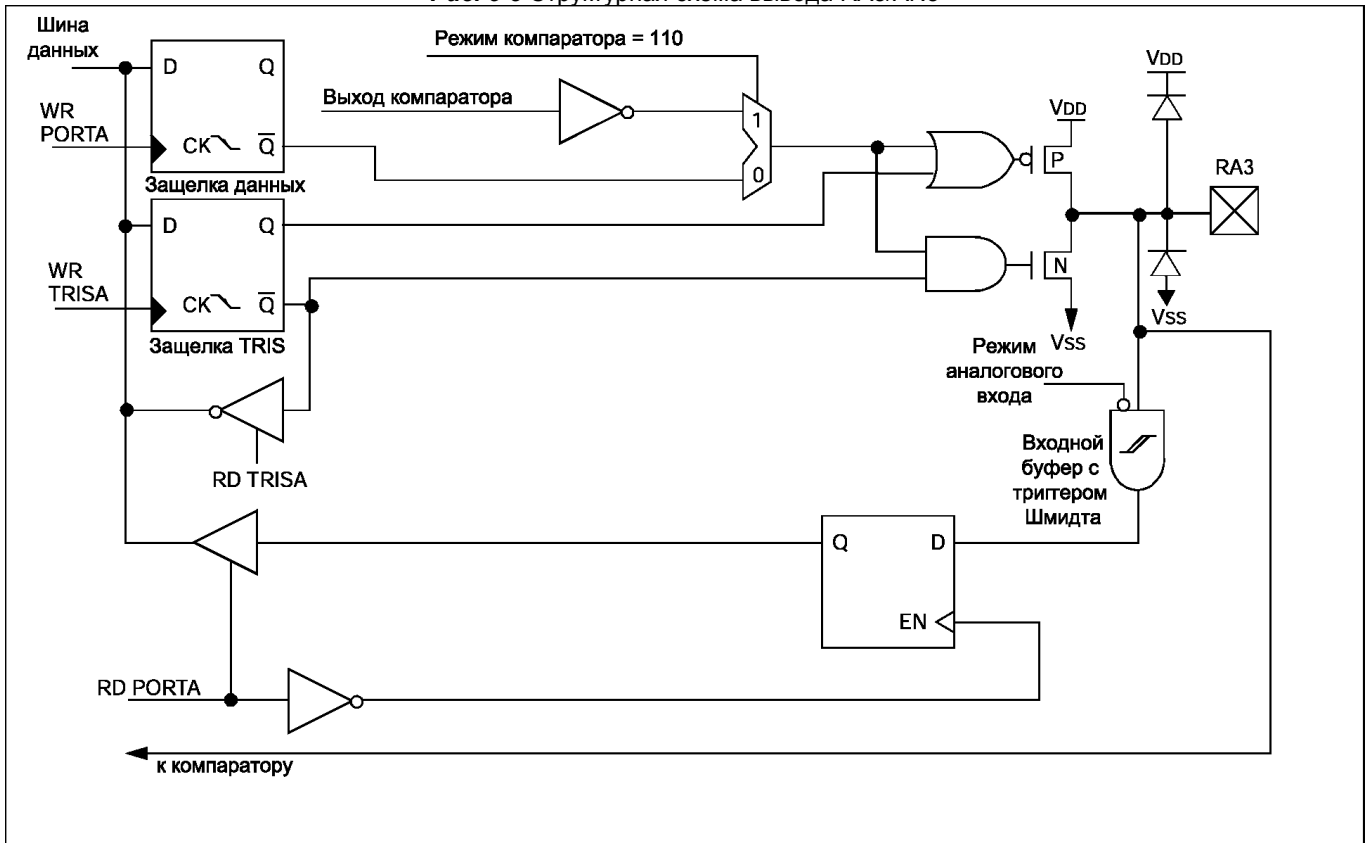 Шина
данных
D Q
WR
PORTA
CK Q
Защелка данных
D Q
WR
TRISA
CK Q
Защелка TRIS
RD TRISA
Режим компаратора = 110
Выход компаратора
1
0
VDD
P
N
VSS
VDD
RA3
VSS
Режим
аналогового
входа
Входной
буфер с
триггером
Шмидта
Q D
EN
RD PORTA
к компаратору